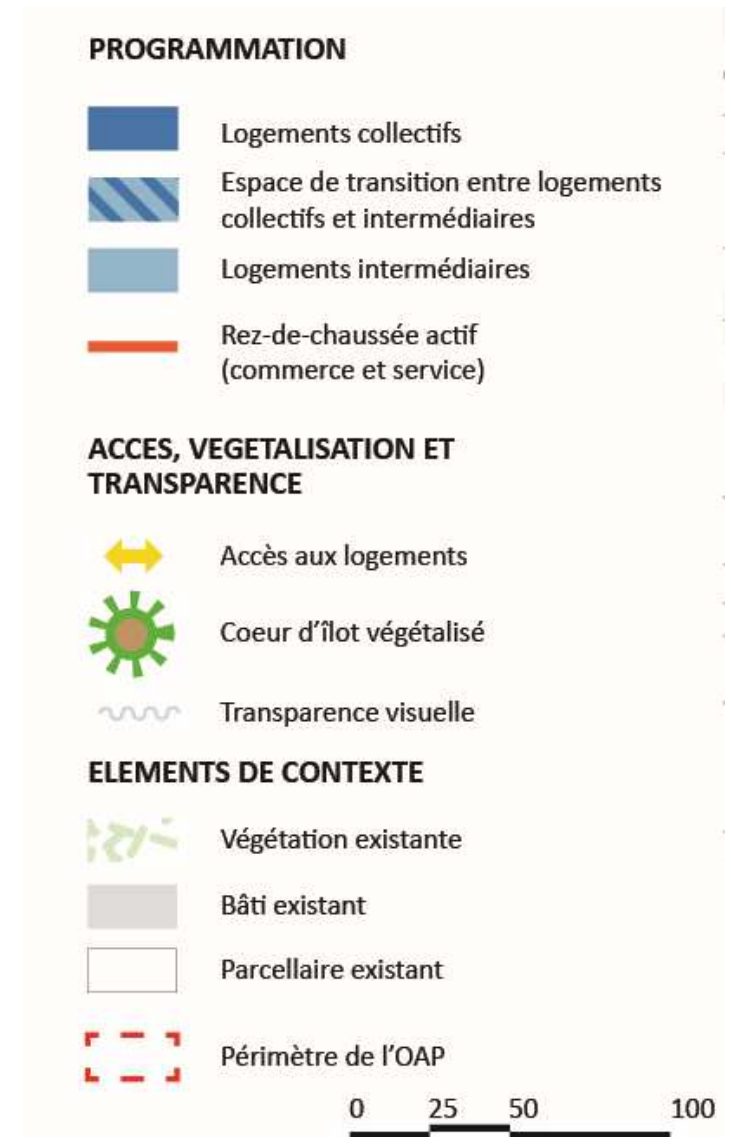 PROGRAMMATION
Logements collectifs
Espace de transition entre logements
collectifs et intermédiaires
Logements intermédiaires
Rez-de-chaussée actif
(commerce et service)
ACCES, VEGETALISATION ET
TRANSPARENCE
Accès aux logements
Coeur d'îlot végétalisé
Transparence visuelle
ELEMENTS DE CONTEXTE
Végétation existante
Bâti existant
Parcellaire existant
Périmètre de l'OAP
0 25 50 100